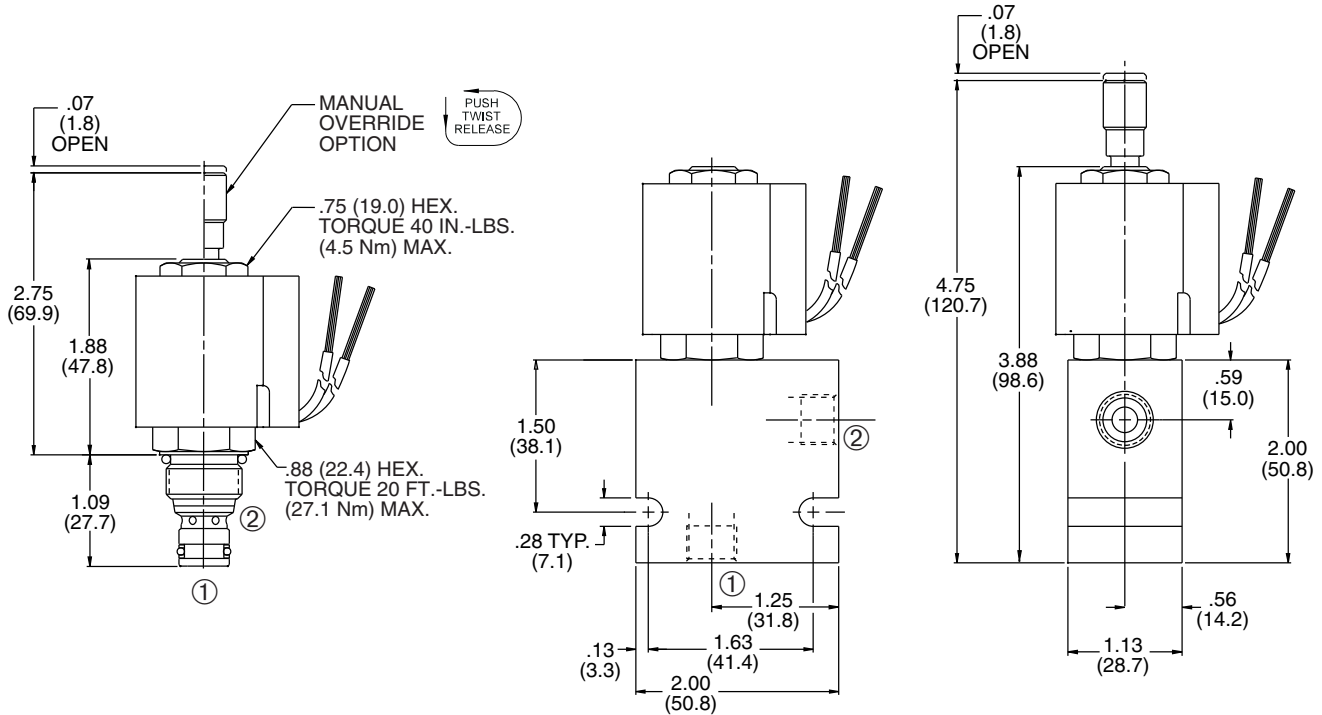 .07
(1.8)
OPEN
MANUAL
OVERRIDE
OPTION
PUSH
TWIST
RELEASE
.75 (19.0) HEX.
TORQUE 40 IN.-LBS.
(4.5 Nm) MAX.
2.75
(69.9)
1.88
(47.8)
.88 (22.4) HEX.
TORQUE 20 FT.-LBS.
(27.1 Nm) MAX.
1.09
(27.7)
②
①
1.50
(38.1)
②
.28 TYP.
(7.1)
①
1.25
(31.8)
.13
(3.3)
1.63
(41.4)
2.00
(50.8)
.07
(1.8)
OPEN
4.75
(120.7)
3.88
(98.6)
.59
(15.0)
2.00
(50.8)
.56
(14.2)
1.13
(28.7)